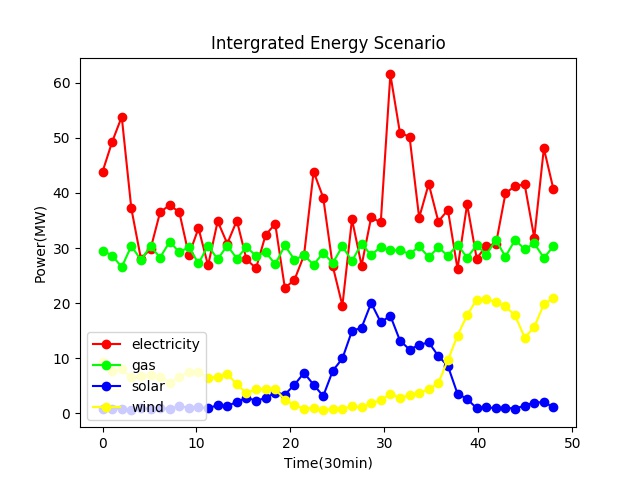 Intergrated Energy Scenario
Power(MW)
60
50
40
30
20
10
0
electricity
gas
solar
wind
0 10 20 30 40 50
Time(30min)